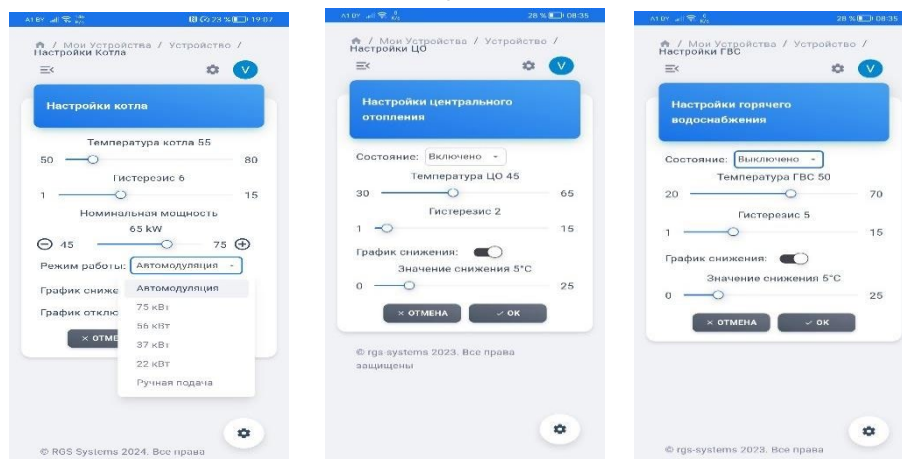 A1 BY 23 % 19:07
/ Мои Устройства / Устройство /
Настройки Котла
V
Настройки котла
Температура котла 55
50 80
Гистерезис 6
1 15
Номинальная мощность
65 kW
45 75
Режим работы: Автомодуляция
График сниже
График отклю
Автомодуляция
75 кВт
56 кВт
37 кВт
22 кВт
Ручная подача
× ОТМЕ
© RGS Systems 2024. Все права
A1 BY 28 % 08:35
/ Мои Устройства / Устройство /
Настройки ЦО
V
Настройки центрального
отопления
Состояние: Включено
Температура ЦО 45
30 65
Гистерезис 2
1 15
График снижения:
Значение снижения 5°C
0 25
× ОТМЕНА ✓ ОК
© rgs-systems 2023. Все права
защищены
A1 BY 28 % 08:35
/ Мои Устройства / Устройство /
Настройки ГВС
V
Настройки горячего
водоснабжения
Состояние: Выключено
Температура ГВС 50
20 70
Гистерезис 5
1 15
График снижения:
Значение снижения 5°C
0 25
× ОТМЕНА ✓ ОК
© rgs-systems 2023. Все права